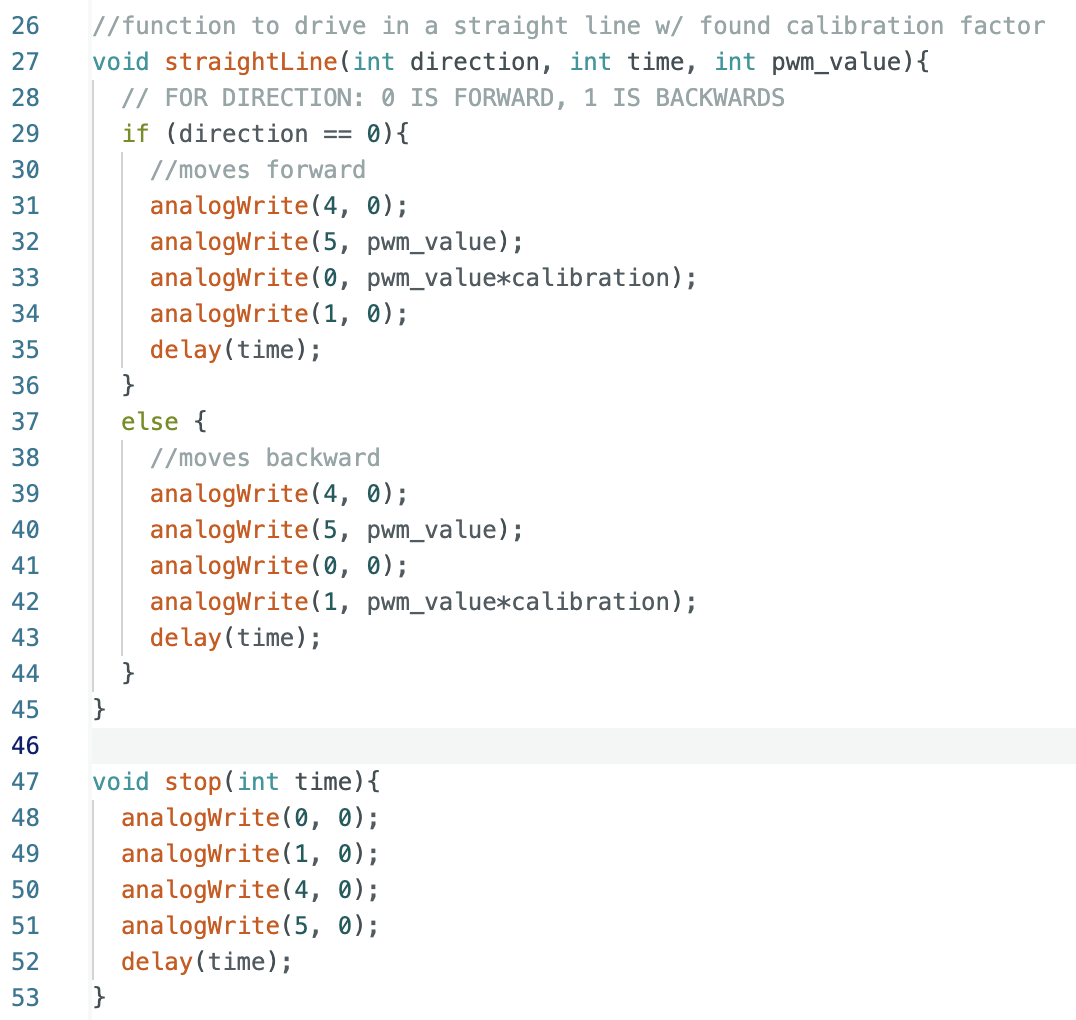 26 //function to drive in a straight line w/ found calibration factor
27 void straightLine(int direction, int time, int pwm_value){
28 // FOR DIRECTION: 0 IS FORWARD, 1 IS BACKWARDS
29 if (direction == 0){
30 //moves forward
31 analogWrite(4, 0);
32 analogWrite(5, pwm_value);
33 analogWrite(0, pwm_value*calibration);
34 analogWrite(1, 0);
35 delay(time);
36 }
37 else {
38 //moves backward
39 analogWrite(4, 0);
40 analogWrite(5, pwm_value);
41 analogWrite(0, 0);
42 analogWrite(1, pwm_value*calibration);
43 delay(time);
44 }
45 }
46
47 void stop(int time){
48 analogWrite(0, 0);
49 analogWrite(1, 0);
50 analogWrite(4, 0);
51 analogWrite(5, 0);
52 delay(time);
53 }